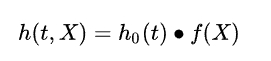 h(t, X) = h₀(t) • f(X)